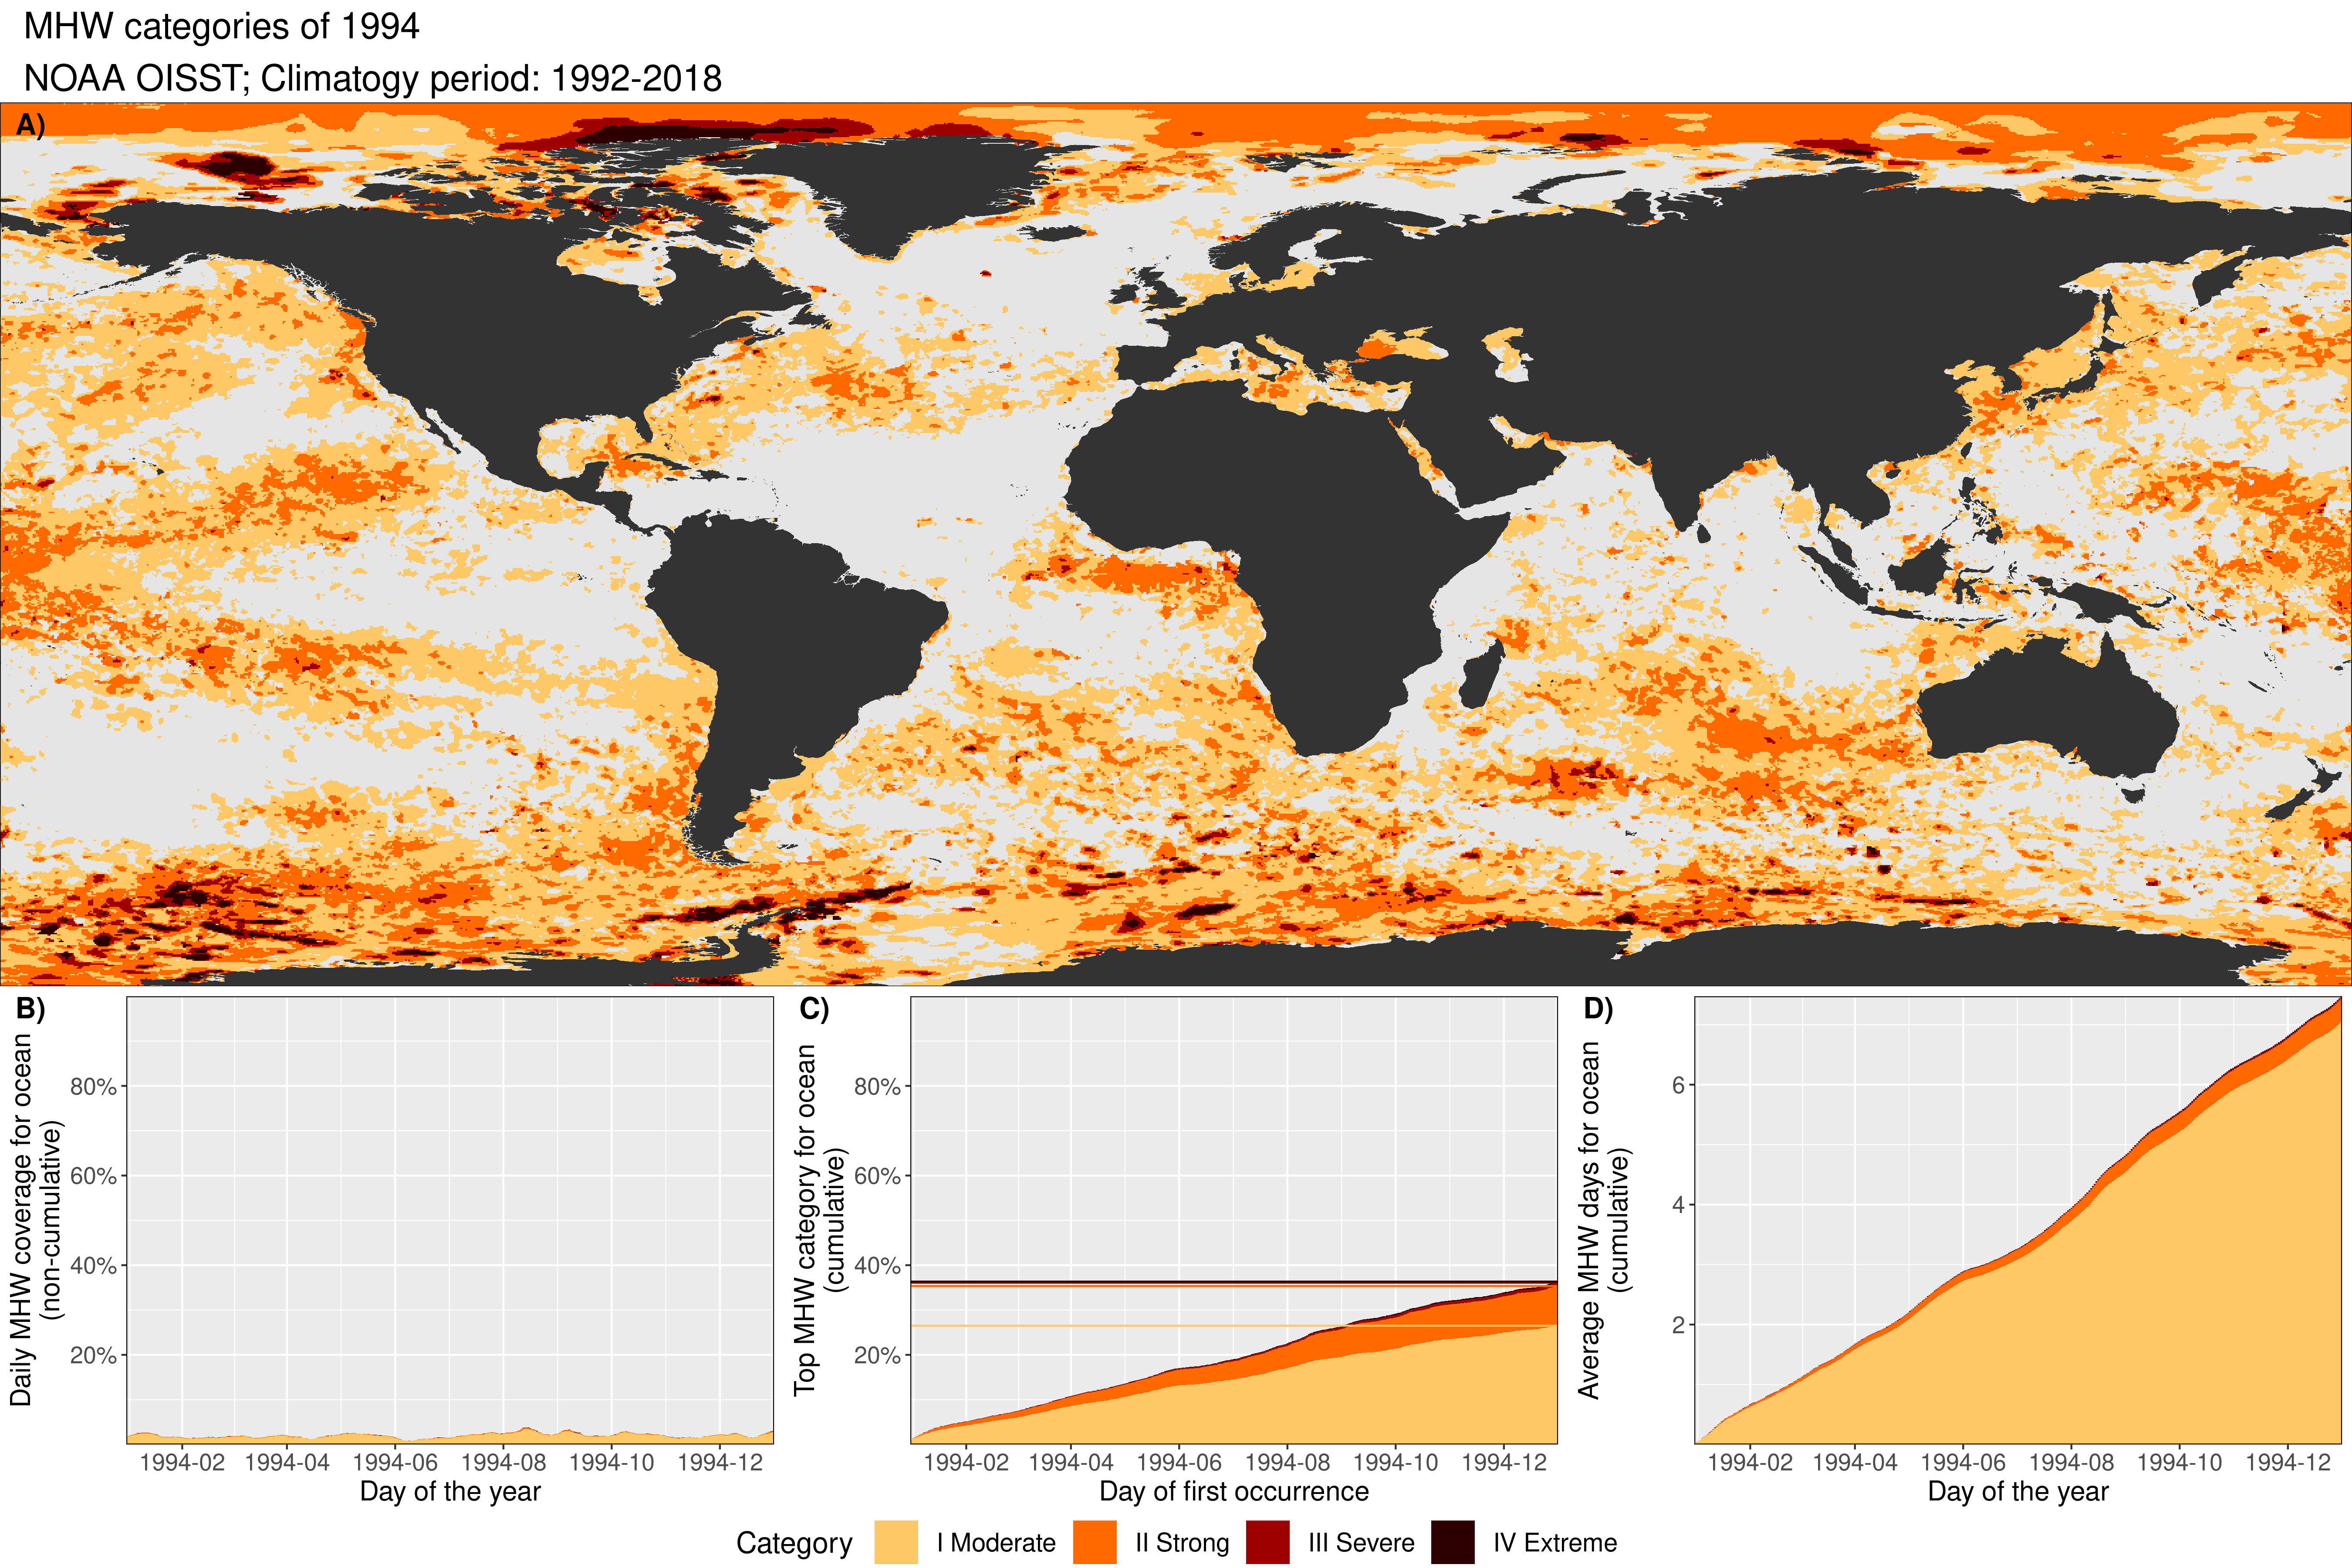 MHW categories of 1994
NOAA OISST; Climatogy period: 1992-2018
A)
B)
Daily MHW coverage for ocean
(non-cumulative)
80%
60%
40%
20%
1994-02 1994-04 1994-06 1994-08 1994-10 1994-12
Day of the year
C)
Top MHW category for ocean
(cumulative)
80%
60%
40%
20%
1994-02 1994-04 1994-06 1994-08 1994-10 1994-12
Day of first occurrence
D)
Average MHW days for ocean
(cumulative)
6
4
2
1994-02 1994-04 1994-06 1994-08 1994-10 1994-12
Day of the year
Category I Moderate II Strong III Severe IV Extreme